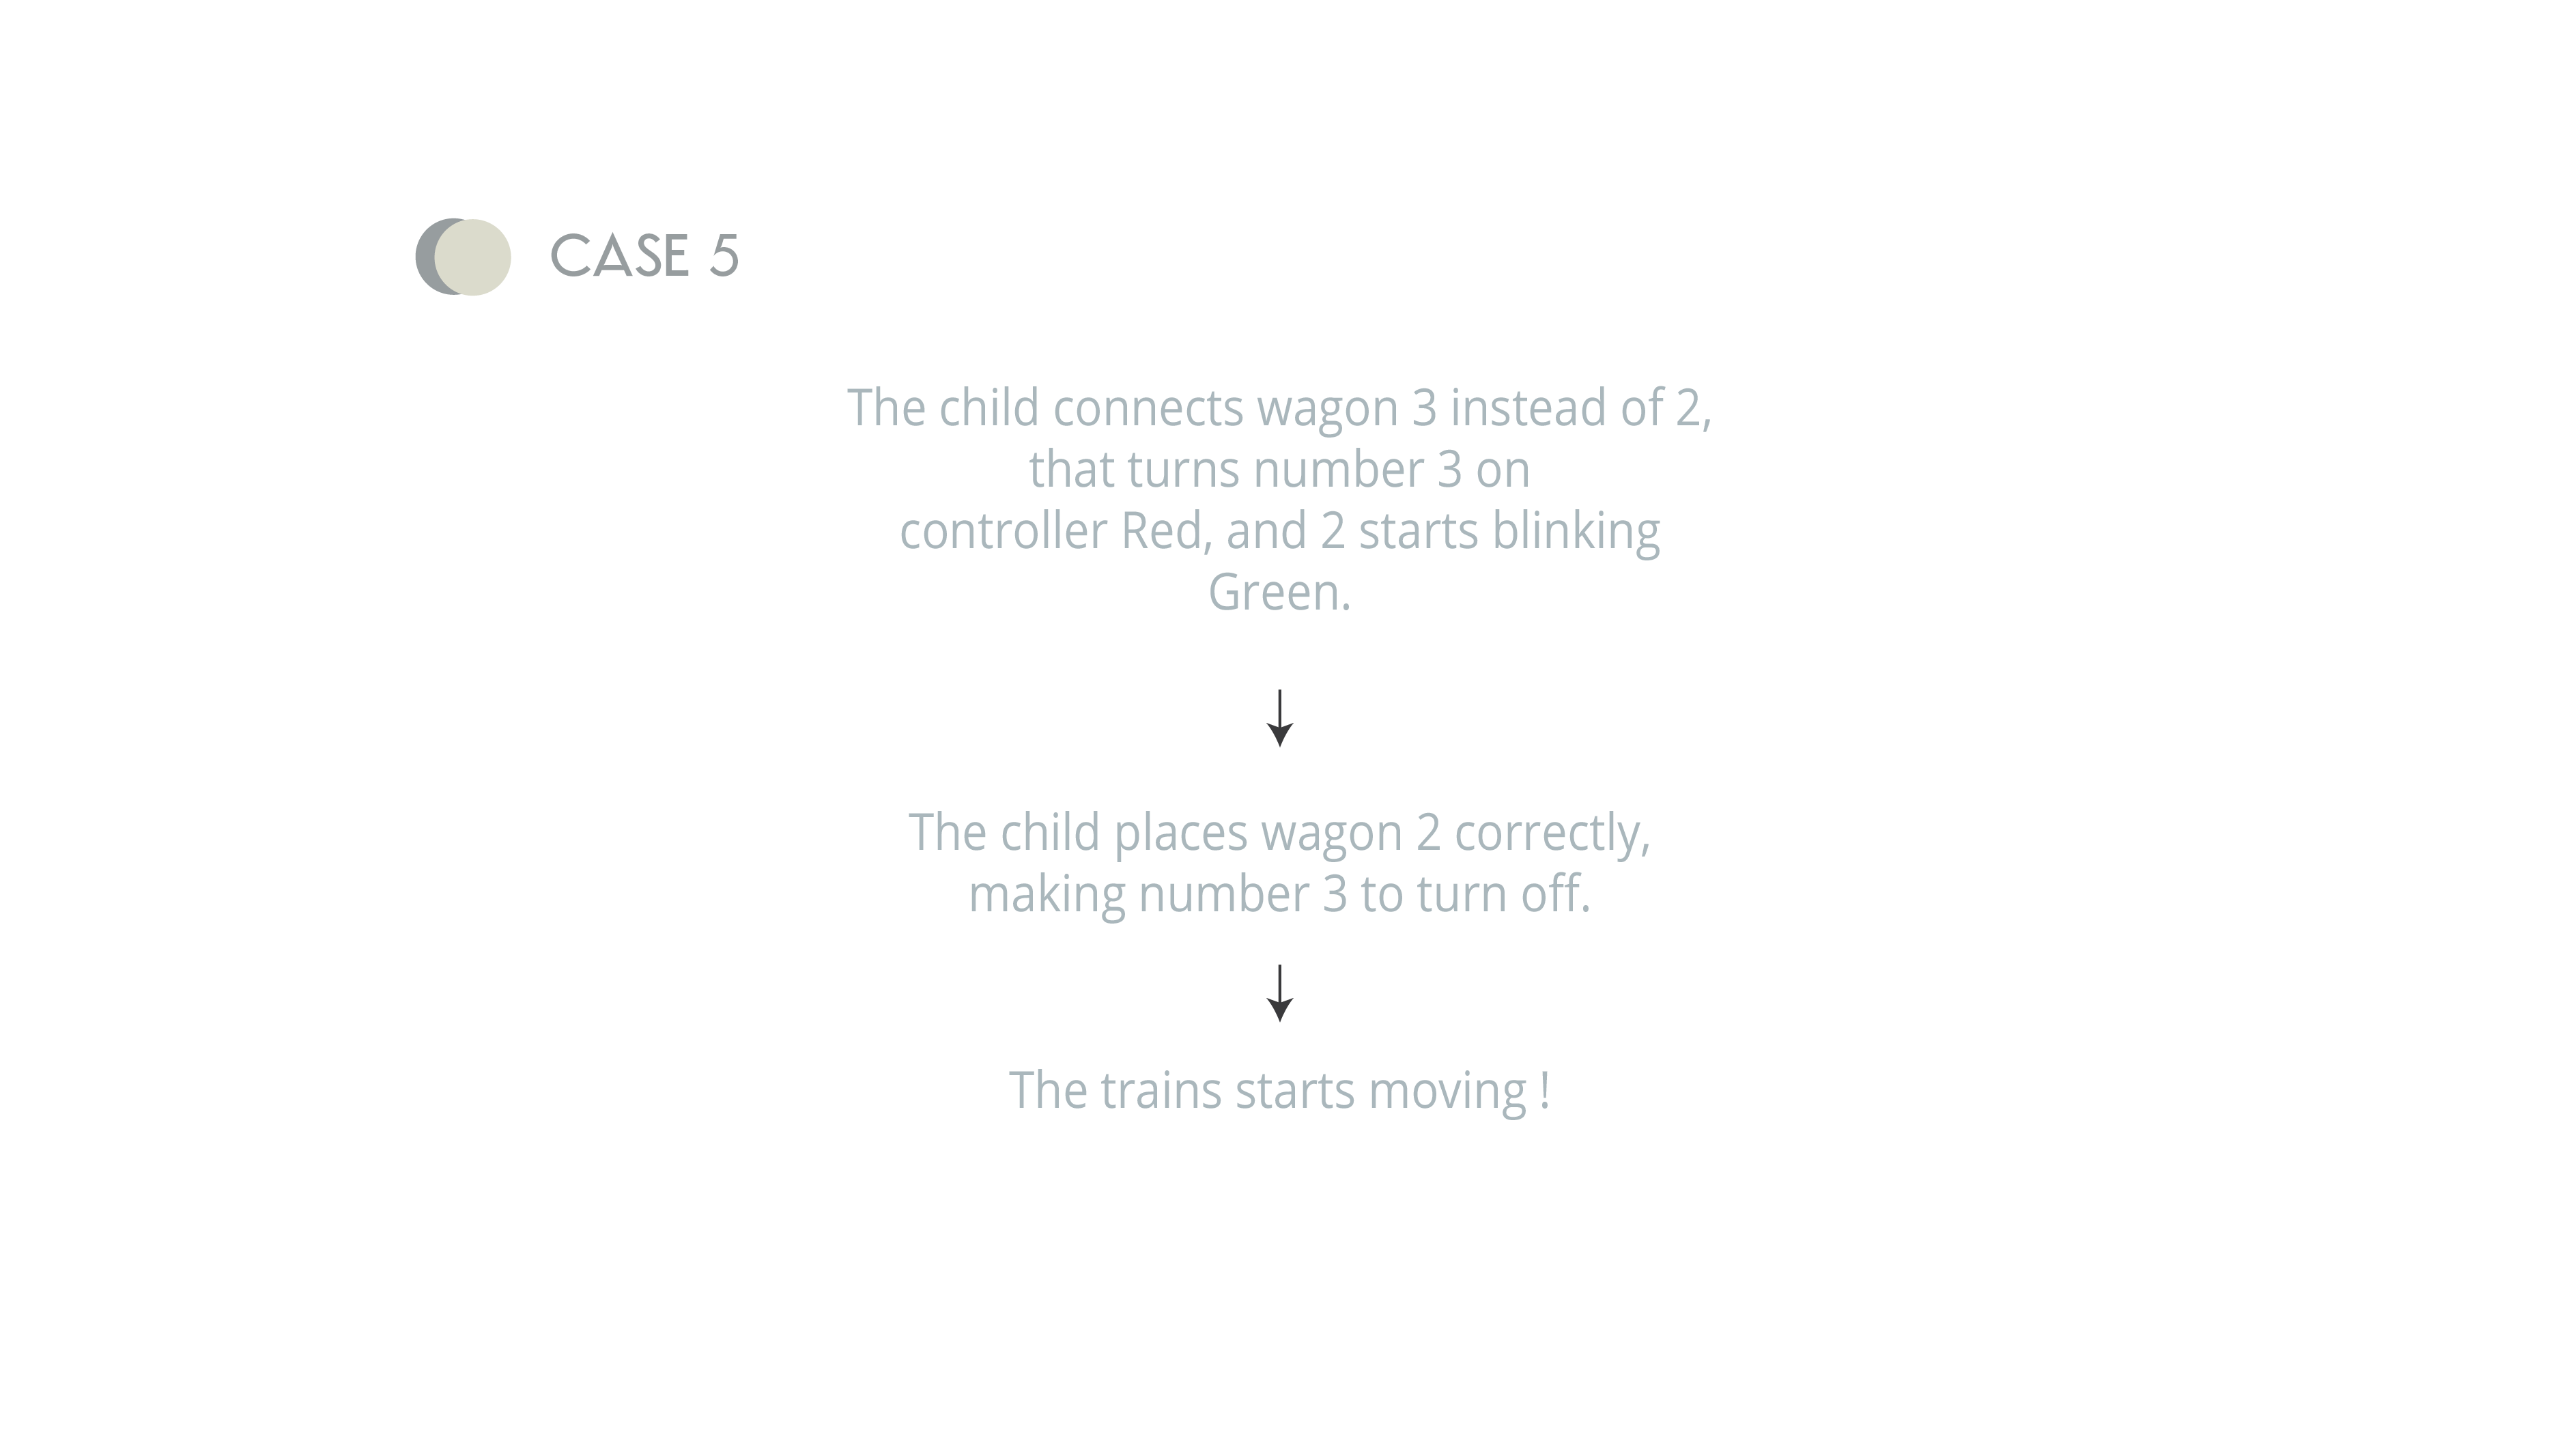 CASE 5
The child connects wagon 3 instead of 2,
that turns number 3 on
controller Red, and 2 starts blinking
Green.
The child places wagon 2 correctly,
making number 3 to turn off.
The trains starts moving !